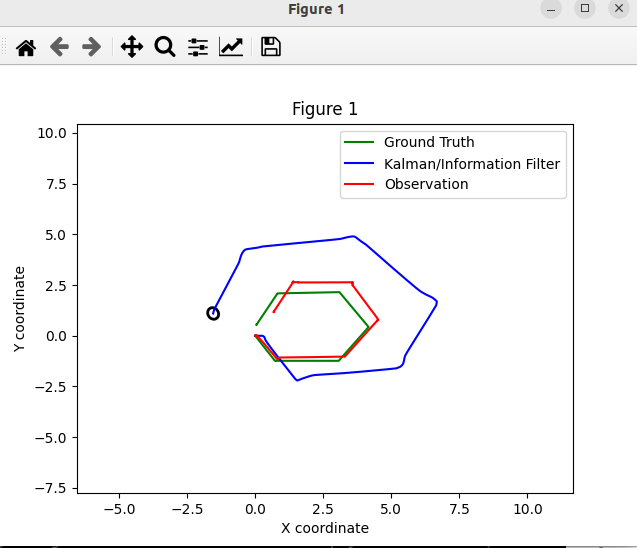 Figure 1
Figure 1
Ground Truth
Kalman/Information Filter
Observation
10.0
7.5
5.0
2.5
0.0
−2.5
−5.0
−7.5
Y coordinate
−5.0 −2.5 0.0 2.5 5.0 7.5 10.0
X coordinate